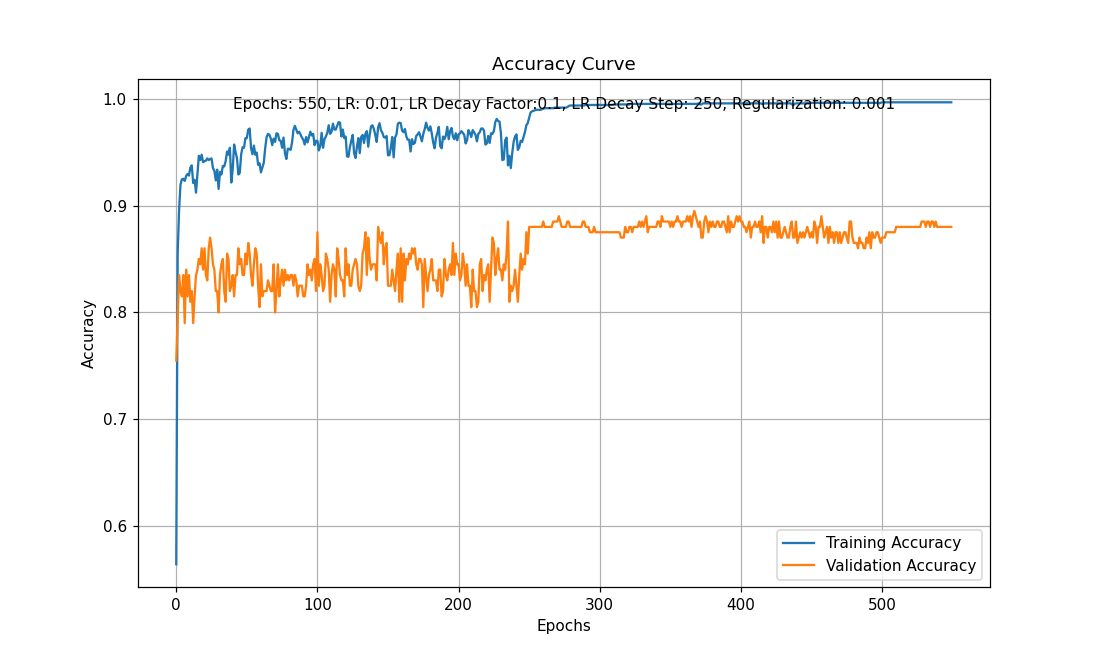 Accuracy Curve
Epochs: 550, LR: 0.01, LR Decay Factor:0.1, LR Decay Step: 250, Regularization: 0.001
1.0
0.9
0.8
0.7
0.6
Accuracy
0 100 200 300 400 500
Epochs
Training Accuracy
Validation Accuracy